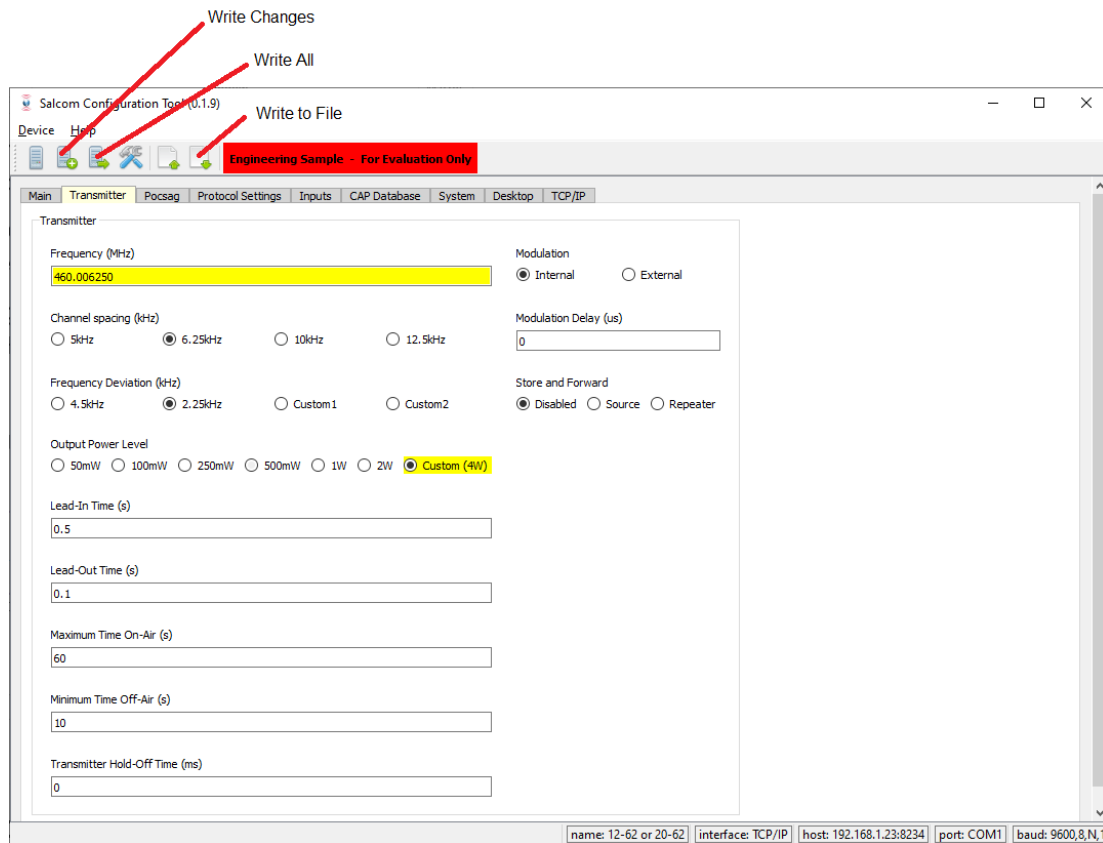 Write Changes
Write All
Write to File
Salcom Configuration Tool (0.1.9)
Device Help
Engineering Sample - For Evaluation Only
Main Transmitter Pocsag Protocol Settings Inputs CAP Database System Desktop TCP/IP
Transmitter
Frequency (MHz)
460.006250
Modulation
Internal External
Channel spacing (kHz)
5kHz 6.25kHz 10kHz 12.5kHz
Modulation Delay (us)
0
Frequency Deviation (kHz)
4.5kHz 2.25kHz Custom1 Custom2
Store and Forward
Disabled Source Repeater
Output Power Level
50mW 100mW 250mW 500mW 1W 2W Custom (4W)
Lead-In Time (s)
0.5
Lead-Out Time (s)
0.1
Maximum Time On-Air (s)
60
Minimum Time Off-Air (s)
10
Transmitter Hold-Off Time (ms)
0
name: 12-62 or 20-62 interface: TCP/IP host: 192.168.1.23:8234 port: COM1 baud: 9600,8,N,1